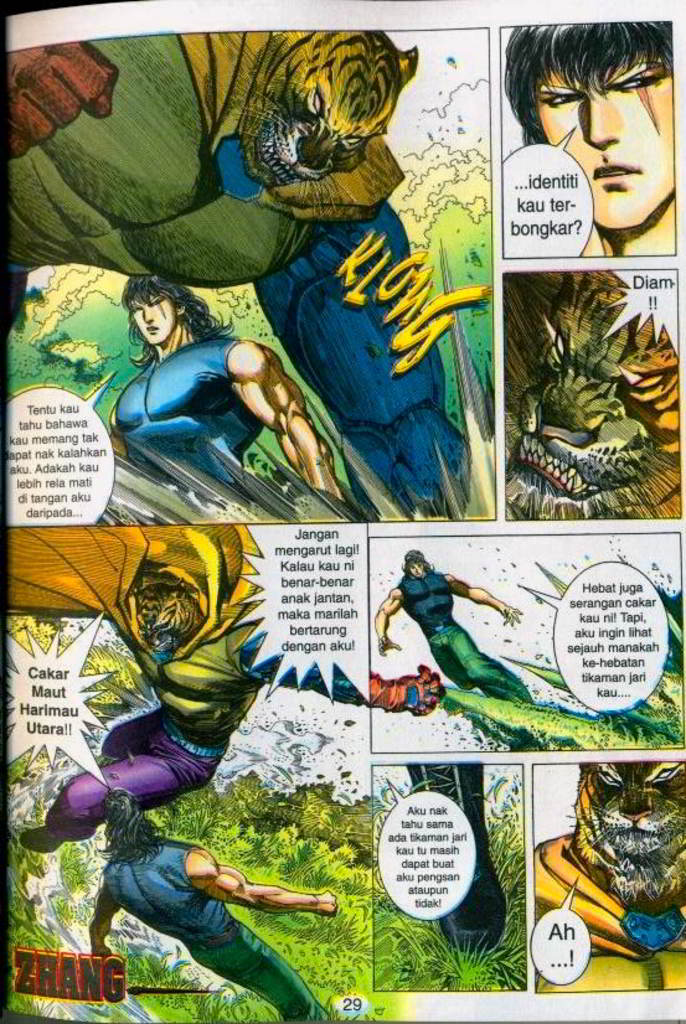 KLONG
Tentu kau
tahu bahawa
kau memang tak
dapat kalahkan
aku. Adakah kau
lebih rela mati
di tangan aku
daripada...
...identiti
kau ter-
bongkar?
Diam
!!
Jangan
mengarut lagi!
Kalau kau ni
benar-benar
anak jantan,
maka marilah
bertarung
dengan aku!
Cakar
Maut
Harimau
Utara!!
ZHANG
Hebat juga
serangan cakar
kau ni! Tapi,
aku ingin lihat
sejauh manakah
ke-hebatan
tikaman jari
kau....
Aku nak
tahu sama
ada tikaman jari
kau tu masih
dapat buat
aku pengsan
ataupun
tidak!
Ah
...!
29